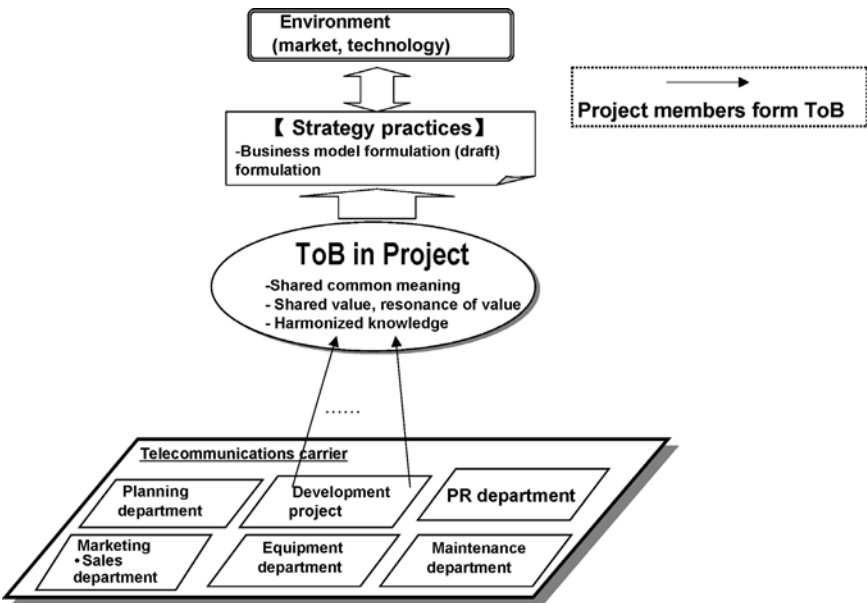 Environment
(market, technology)
Project members form ToB
【 Strategy practices】
-Business model formulation (draft)
formulation
ToB in Project
-Shared common meaning
- Shared value, resonance of value
- Harmonized knowledge
......
Telecommunications carrier
Planning
department
Development
project
PR department
Marketing
•Sales
department
Equipment
department
Maintenance
department